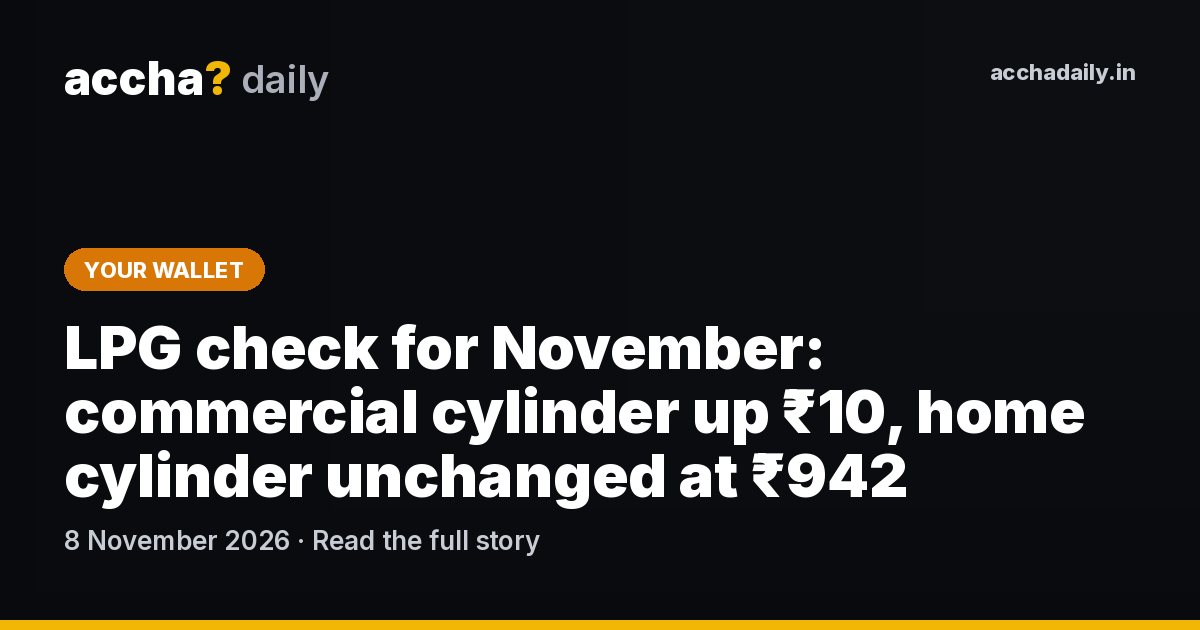 accha? daily
acchadaily.in
YOUR WALLET
LPG check for November:
commercial cylinder up ₹10, home
cylinder unchanged at ₹942
8 November 2026 · Read the full story